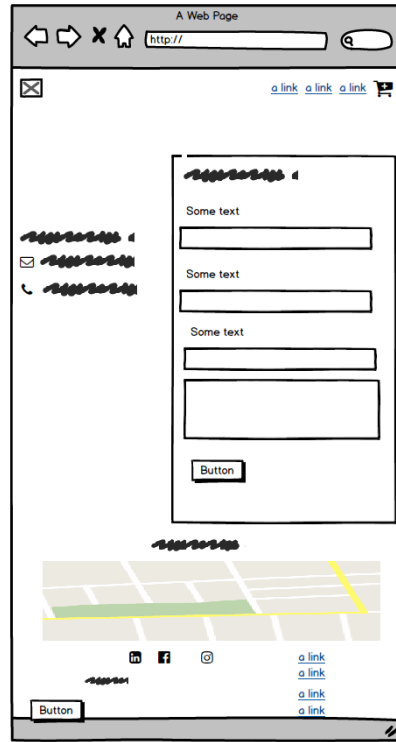 A Web Page
http://
a link a link a link
Some text
Some text
Some text
Button
a link
a link
a link
a link
Button